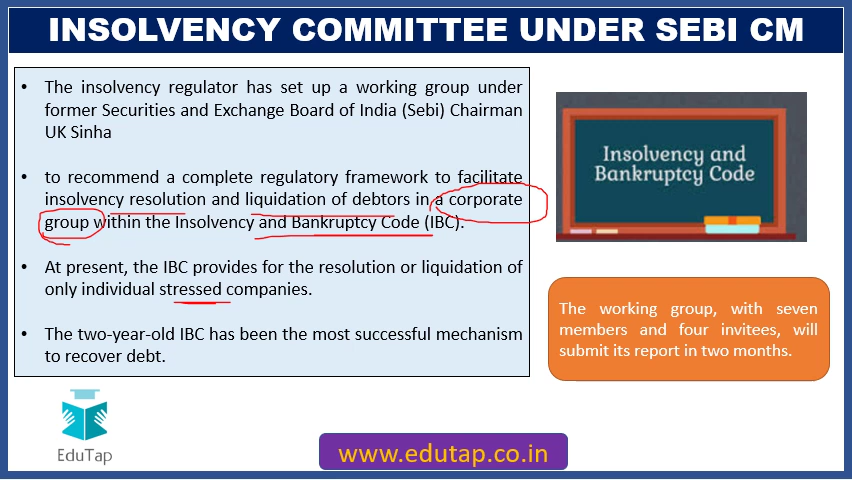 INSOLVENCY COMMITTEE UNDER SEBI CM
• The insolvency regulator has set up a working group under
former Securities and Exchange Board of India (Sebi) Chairman
UK Sinha
• to recommend a complete regulatory framework to facilitate
insolvency resolution and liquidation of debtors in a corporate
group within the Insolvency and Bankruptcy Code (IBC).
• At present, the IBC provides for the resolution or liquidation of
only individual stressed companies.
• The two-year-old IBC has been the most successful mechanism
to recover debt.
Insolvency and
Bankruptcy Code
The working group, with seven
members and four invitees, will
submit its report in two months.
EduTap
www.edutap.co.in